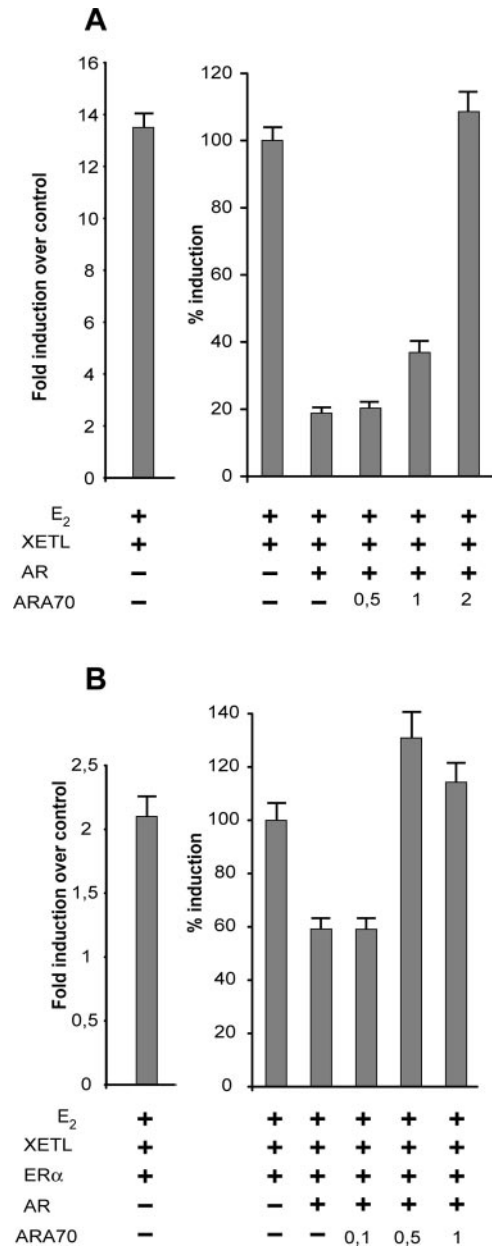 A
Fold induction over control
16
14
12
10
8
6
4
2
0
% induction
120
100
80
60
40
20
0
E2 + + + + + +
XETL + + + + + +
AR – – + + + +
ARA70 – – – 0,5 1 2
B
Fold induction over control
2,5
2
1,5
1
0,5
0
% induction
140
120
100
80
60
40
20
0
E2 + + + + + +
XETL + + + + + +
ERα + + + + + +
AR – – + + + +
ARA70 – – – 0,1 0,5 1